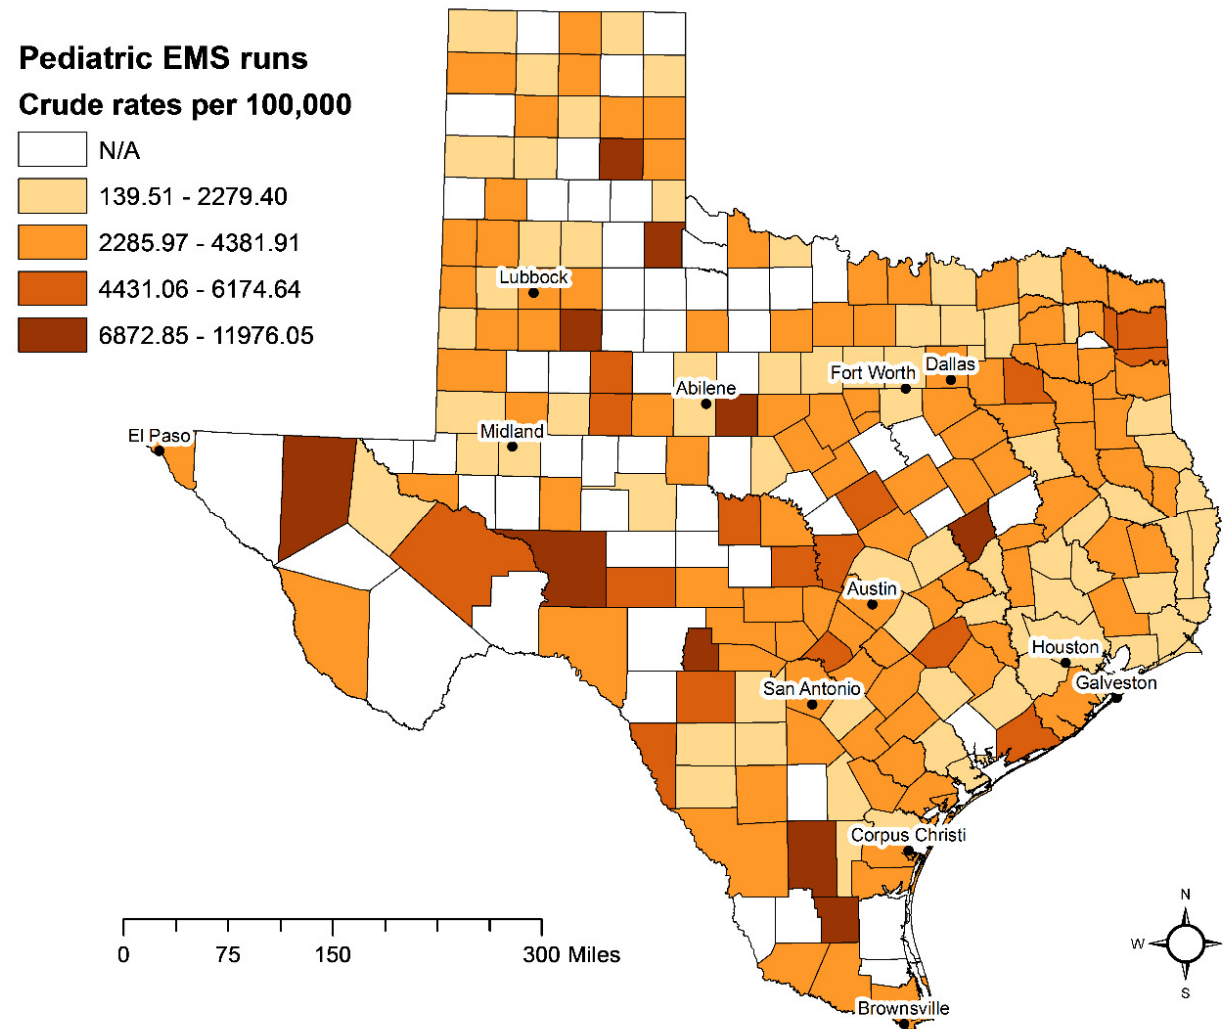 Pediatric EMS runs
Crude rates per 100,000
N/A
139.51 - 2279.40
2285.97 - 4381.91
4431.06 - 6174.64
6872.85 - 11976.05
Lubbock
Fort Worth
Dallas
Abilene
El Paso
Midland
Austin
Houston
San Antonio
Galveston
Corpus Christi
Brownsville
0 75 150 300 Miles
N
W
S